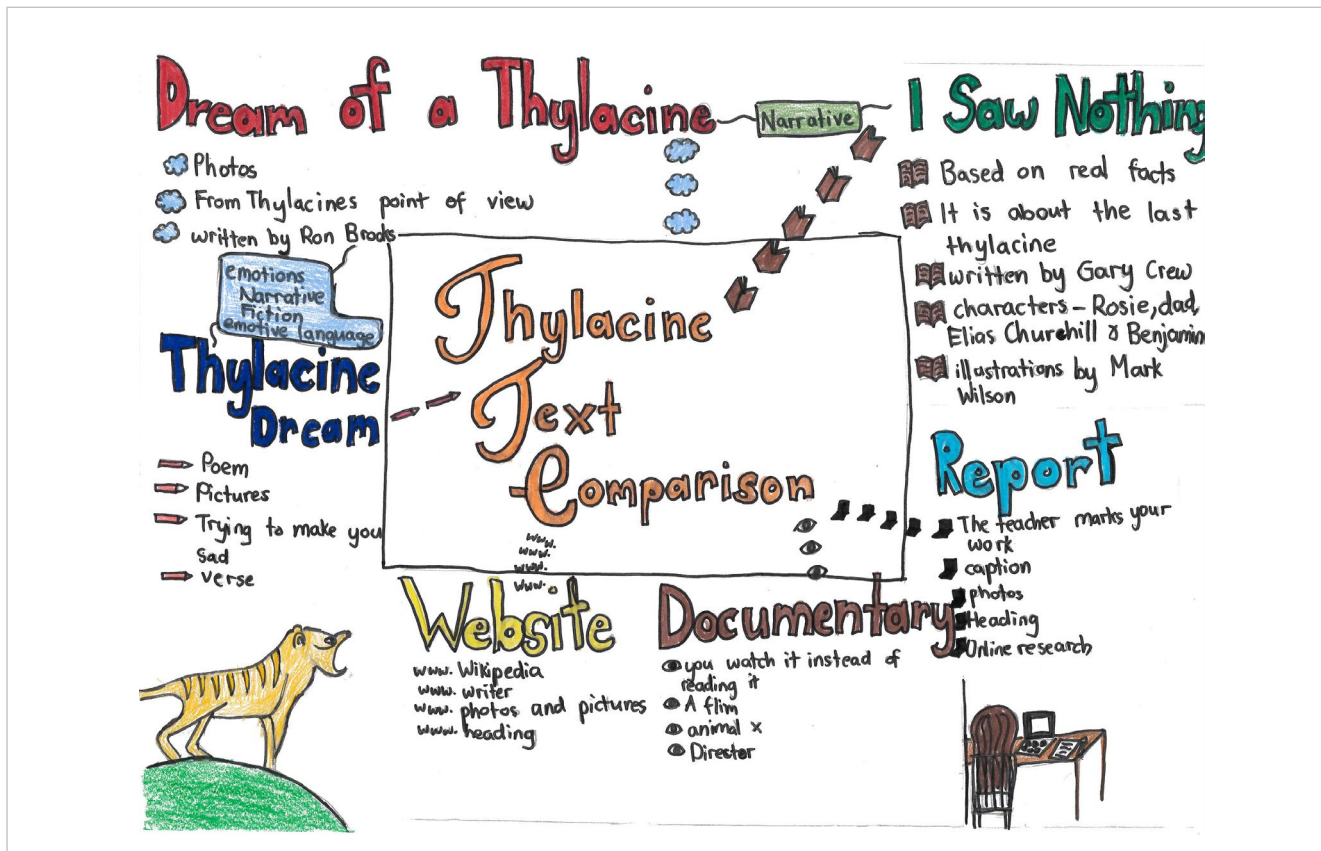 Dream of a Thylacine
Photos
From Thylacines point of view
written by Ron Brooks
emotions
Narrative
Fiction
emotive language
Narrative
I Saw Nothing
Based on real facts
It is about the last
thylacine
written by Gary Crew
characters – Rosie, dad,
Elias Churchill & Benjamin
illustrations by Mark
Wilson
Thylacine
Text
Comparison
Thylacine
Dream
Poem
Pictures
Trying to make you
sad
verse
Report
The teacher marks your
work
caption
photos
Heading
Online research
www.
www.
www.
www.
Website
www. Wikipedia
www. writer
www. photos and pictures
www. heading
Documentary
you watch it instead of
reading it
A flim
animal x
Director